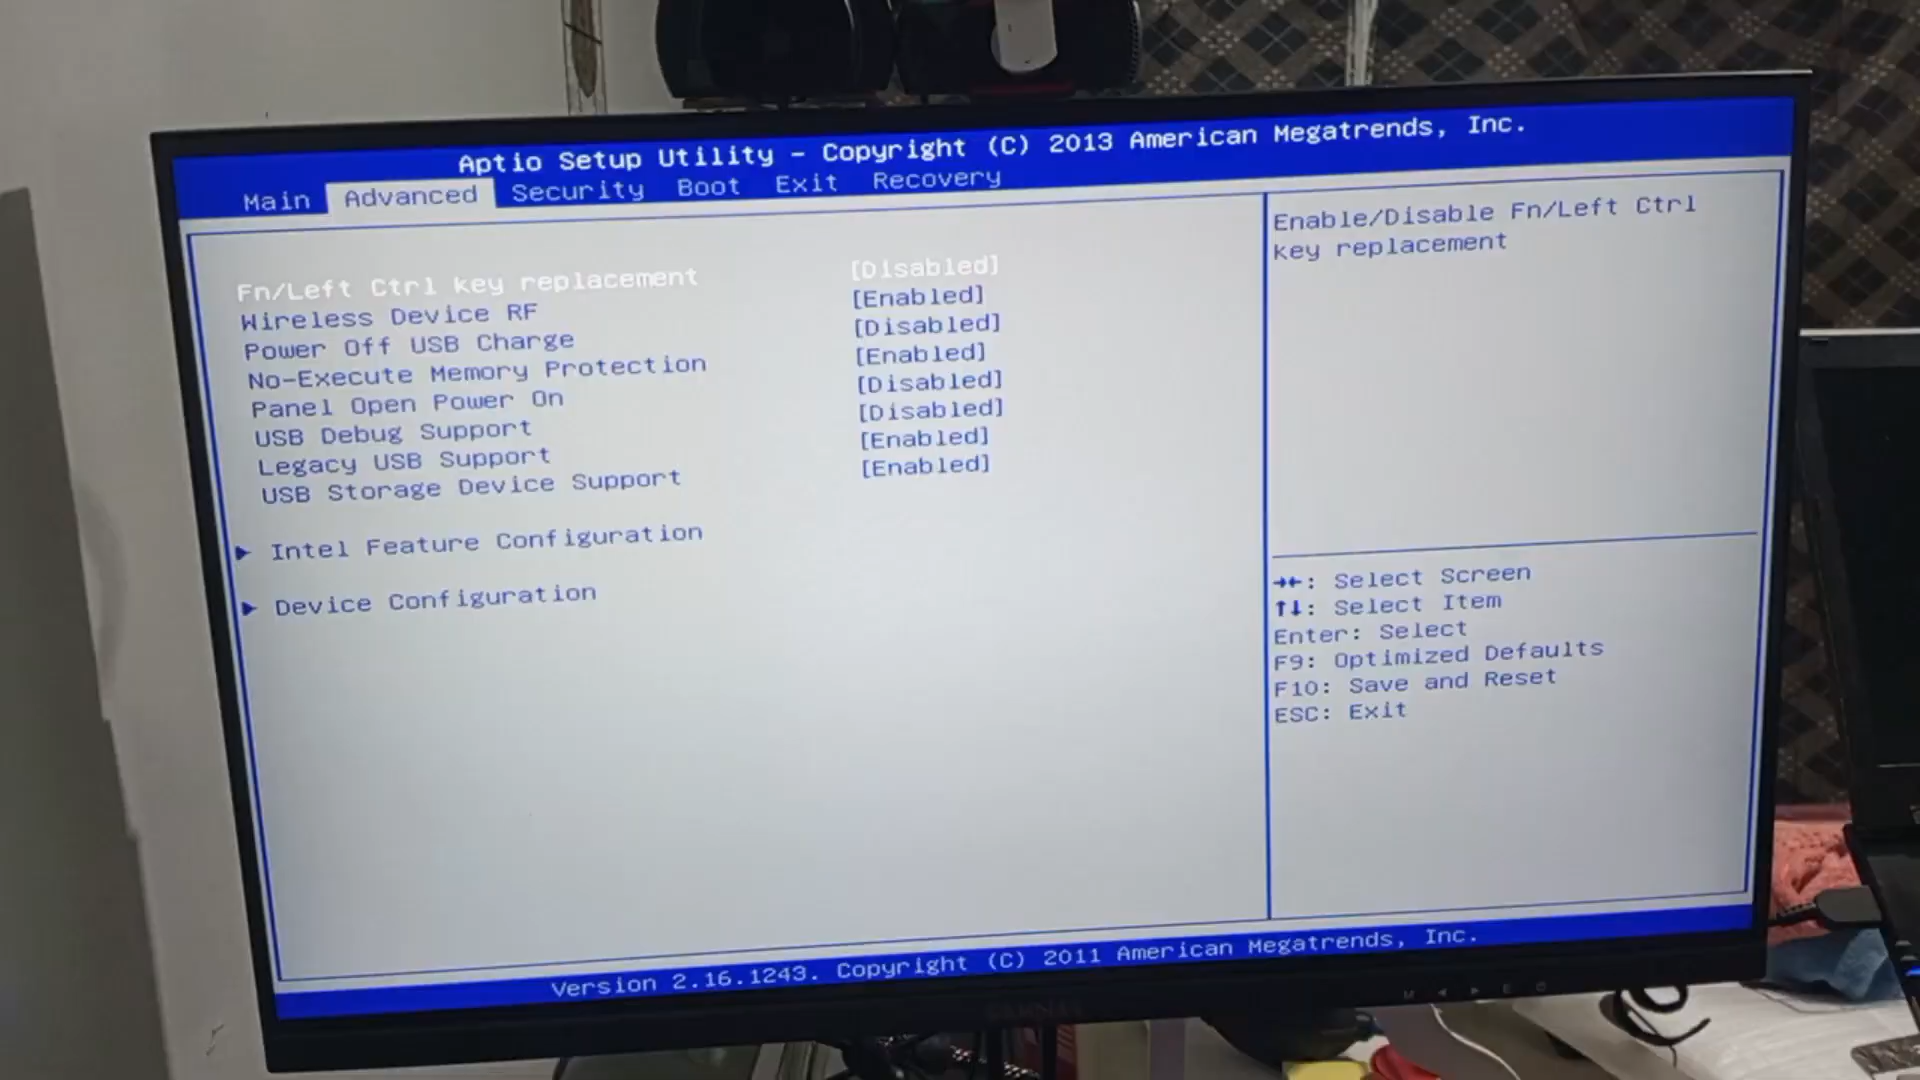 Aptio Setup Utility – Copyright (C) 2013 American Megatrends, Inc.
Main Advanced Security Boot Exit Recovery
Fn/Left Ctrl key replacement [Disabled]
Wireless Device RF [Enabled]
Power Off USB Charge [Disabled]
No-Execute Memory Protection [Enabled]
Panel Open Power On [Disabled]
USB Debug Support [Disabled]
Legacy USB Support [Enabled]
USB Storage Device Support [Enabled]
► Intel Feature Configuration
► Device Configuration
Enable/Disable Fn/Left Ctrl
key replacement
→←: Select Screen
↑↓: Select Item
Enter: Select
F9: Optimized Defaults
F10: Save and Reset
ESC: Exit
Version 2.16.1243. Copyright (C) 2011 American Megatrends, Inc.